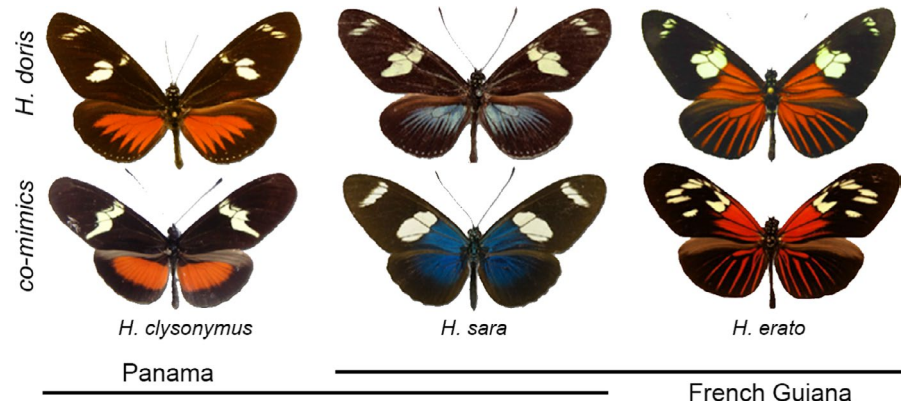 H. doris
co-mimics
H. clysonymus
H. sara
H. erato
Panama
French Guiana